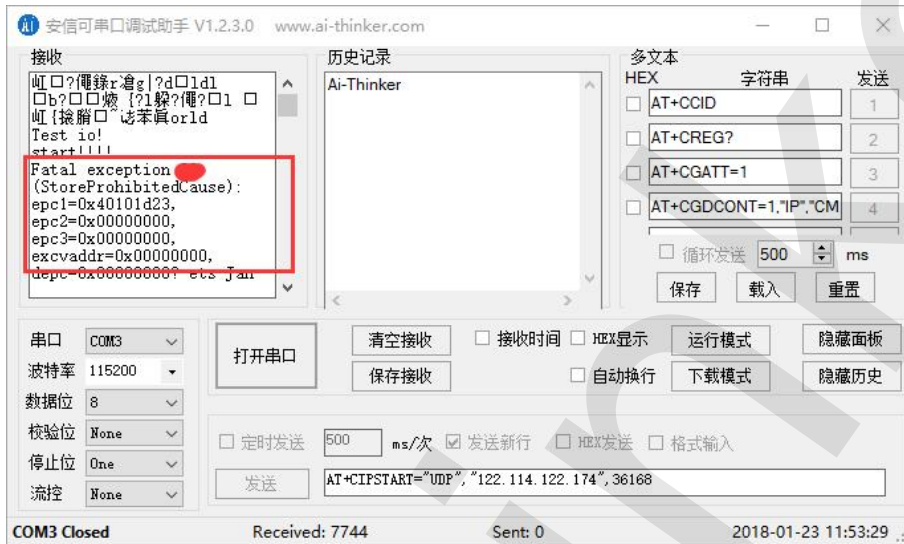 安信可串口调试助手 V1.2.3.0 www.ai-thinker.com
接收
Test io!
start!!!!
Fatal exception
(StoreProhibitedCause):
epc1=0x40101d23,
epc2=0x00000000,
epc3=0x00000000,
excvaddr=0x00000000,
depc=0x00000000? ets Jan
历史记录
Ai-Thinker
多文本
HEX 字符串 发送
AT+CCID 1
AT+CREG? 2
AT+CGATT=1 3
AT+CGDCONT=1,"IP","CM 4
循环发送 500 ms
保存 载入 重置
串口 COM3
波特率 115200
数据位 8
校验位 None
停止位 One
流控 None
打开串口
清空接收 接收时间 HEX显示 运行模式 隐藏面板
保存接收 自动换行 下载模式 隐藏历史
定时发送 500 ms/次 发送新行 HEX发送 格式输入
发送 AT+CIPSTART="UDP","122.114.122.174",36168
COM3 Closed Received: 7744 Sent: 0 2018-01-23 11:53:29